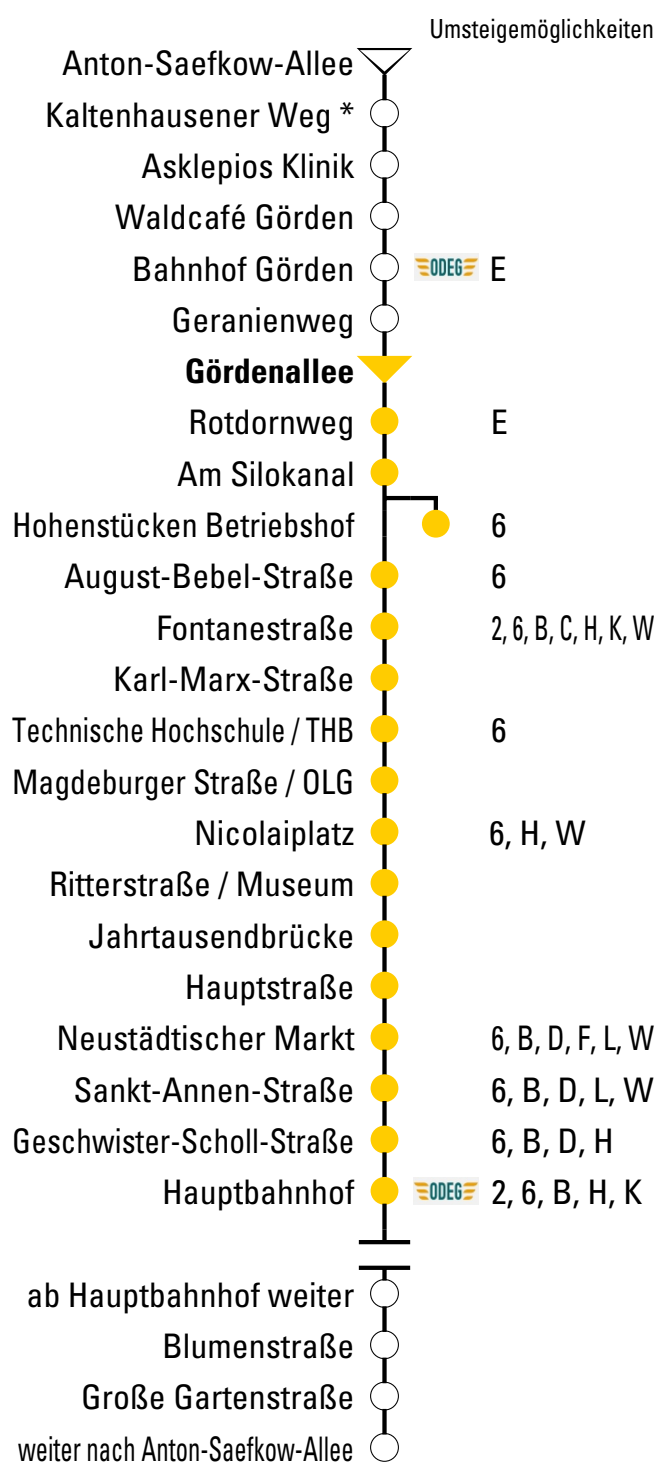 Umsteigemöglichkeiten
Anton-Saefkow-Allee
Kaltenhausener Weg *
Asklepios Klinik
Waldcafé Görden
Bahnhof Görden ODEG E
Geranienweg
Gördenallee
Rotdornweg E
Am Silokanal
Hohenstücken Betriebshof 6
August-Bebel-Straße 6
Fontanestraße 2, 6, B, C, H, K, W
Karl-Marx-Straße
Technische Hochschule / THB 6
Magdeburger Straße / OLG
Nicolaiplatz 6, H, W
Ritterstraße / Museum
Jahrtausendbrücke
Hauptstraße
Neustädtischer Markt 6, B, D, F, L, W
Sankt-Annen-Straße 6, B, D, L, W
Geschwister-Scholl-Straße 6, B, D, H
Hauptbahnhof ODEG 2, 6, B, H, K
ab Hauptbahnhof weiter
Blumenstraße
Große Gartenstraße
weiter nach Anton-Saefkow-Allee